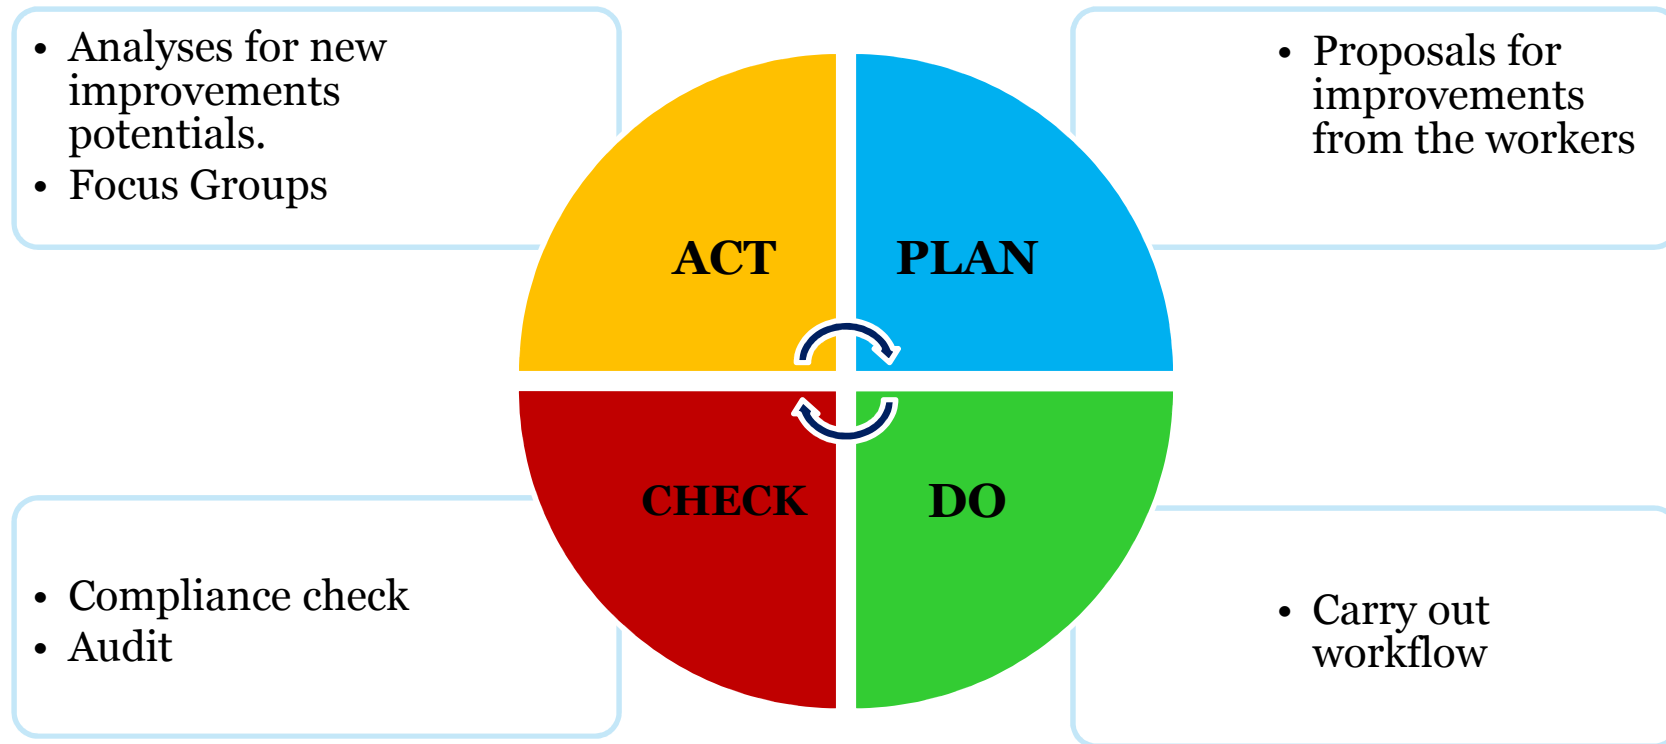 • Analyses for new
improvements
potentials.
• Focus Groups
• Proposals for
improvements
from the workers
ACT
PLAN
CHECK
DO
• Compliance check
• Audit
• Carry out
workflow